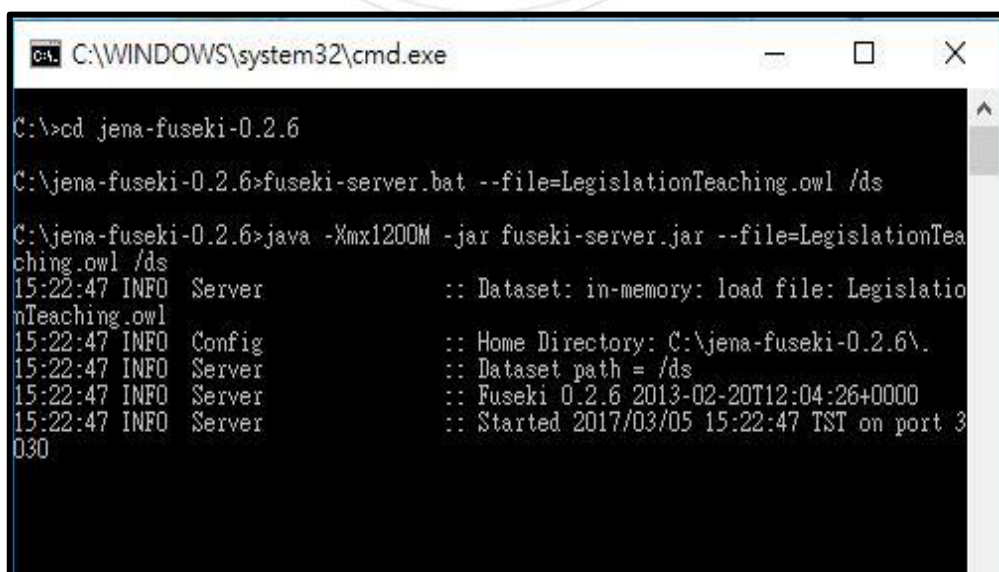 C:\WINDOWS\system32\cmd.exe
C:\>cd jena-fuseki-0.2.6
C:\jena-fuseki-0.2.6>fuseki-server.bat --file=LegislationTeaching.owl /ds
C:\jena-fuseki-0.2.6>java -Xmx1200M -jar fuseki-server.jar --file=LegislationTea
ching.owl /ds
15:22:47 INFO  Server               :: Dataset: in-memory: load file: Legislatio
nTeaching.owl
15:22:47 INFO  Config               :: Home Directory: C:\jena-fuseki-0.2.6\.
15:22:47 INFO  Server               :: Dataset path = /ds
15:22:47 INFO  Server               :: Fuseki 0.2.6 2013-02-20T12:04:26+0000
15:22:47 INFO  Server               :: Started 2017/03/05 15:22:47 TST on port 3
030